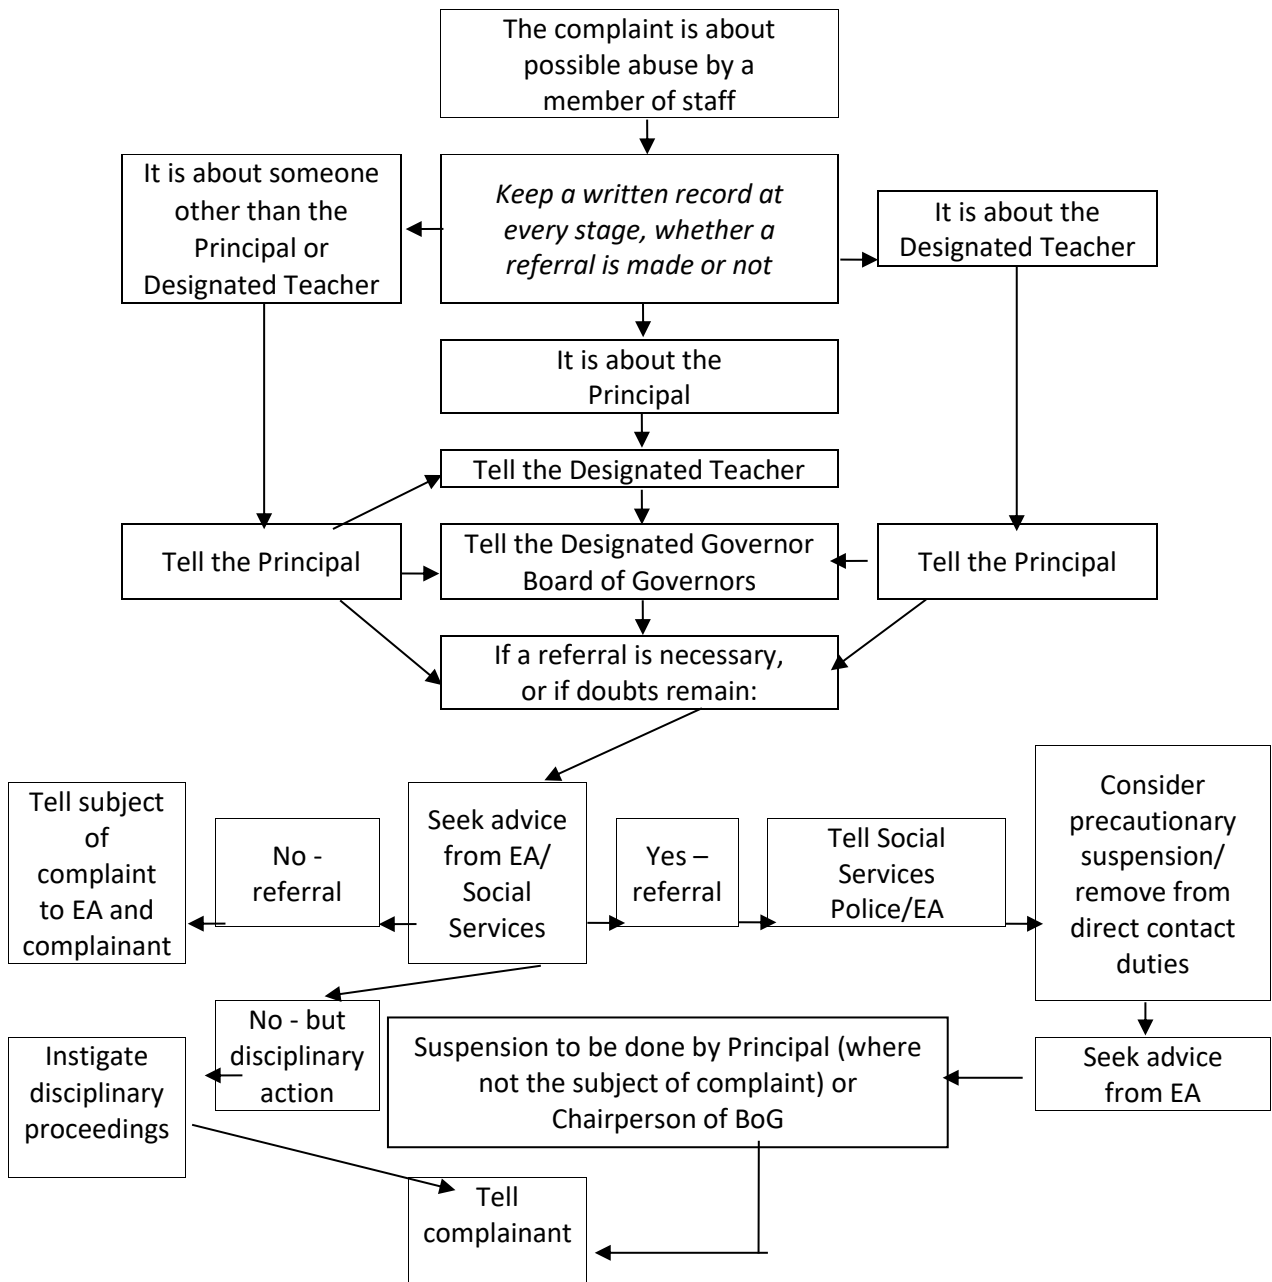 The complaint is about
possible abuse by a
member of staff
It is about someone
other than the
Principal or
Designated Teacher
Keep a written record at
every stage, whether a
referral is made or not
It is about the
Designated Teacher
It is about the
Principal
Tell the Designated Teacher
Tell the Principal
Tell the Designated Governor
Board of Governors
Tell the Principal
If a referral is necessary,
or if doubts remain:
Tell subject
of
complaint
to EA and
complainant
No -
referral
Seek advice
from EA/
Social
Services
Yes –
referral
Tell Social
Services
Police/EA
Consider
precautionary
suspension/
remove from
direct contact
duties
Instigate
disciplinary
proceedings
No - but
disciplinary
action
Suspension to be done by Principal (where
not the subject of complaint) or
Chairperson of BoG
Seek advice
from EA
Tell
complainant